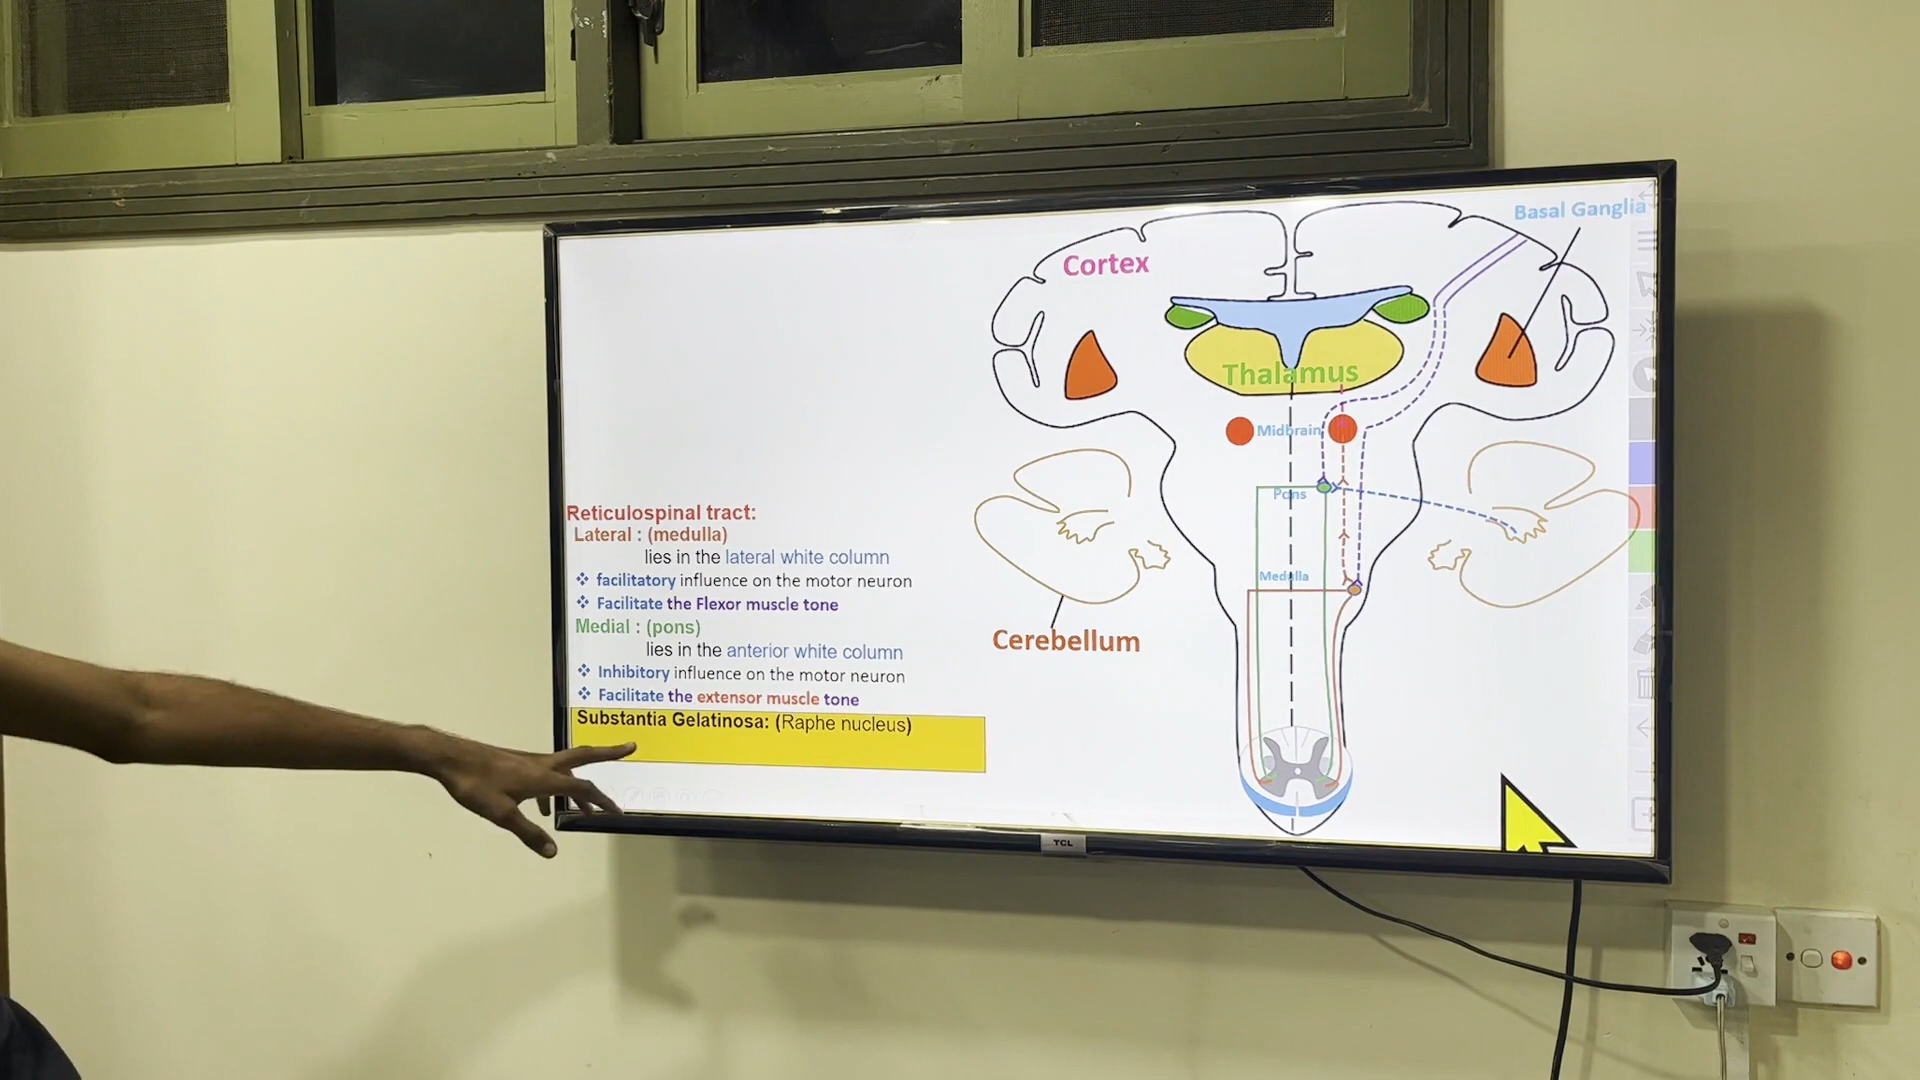 Basal Ganglia
Cortex
Thalamus
Midbrain
Pons
Medulla
Cerebellum
Reticulospinal tract:
Lateral : (medulla)
lies in the lateral white column
❖ facilitatory influence on the motor neuron
❖ Facilitate the Flexor muscle tone
Medial : (pons)
lies in the anterior white column
❖ Inhibitory influence on the motor neuron
❖ Facilitate the extensor muscle tone
Substantia Gelatinosa: (Raphe nucleus)
TCL